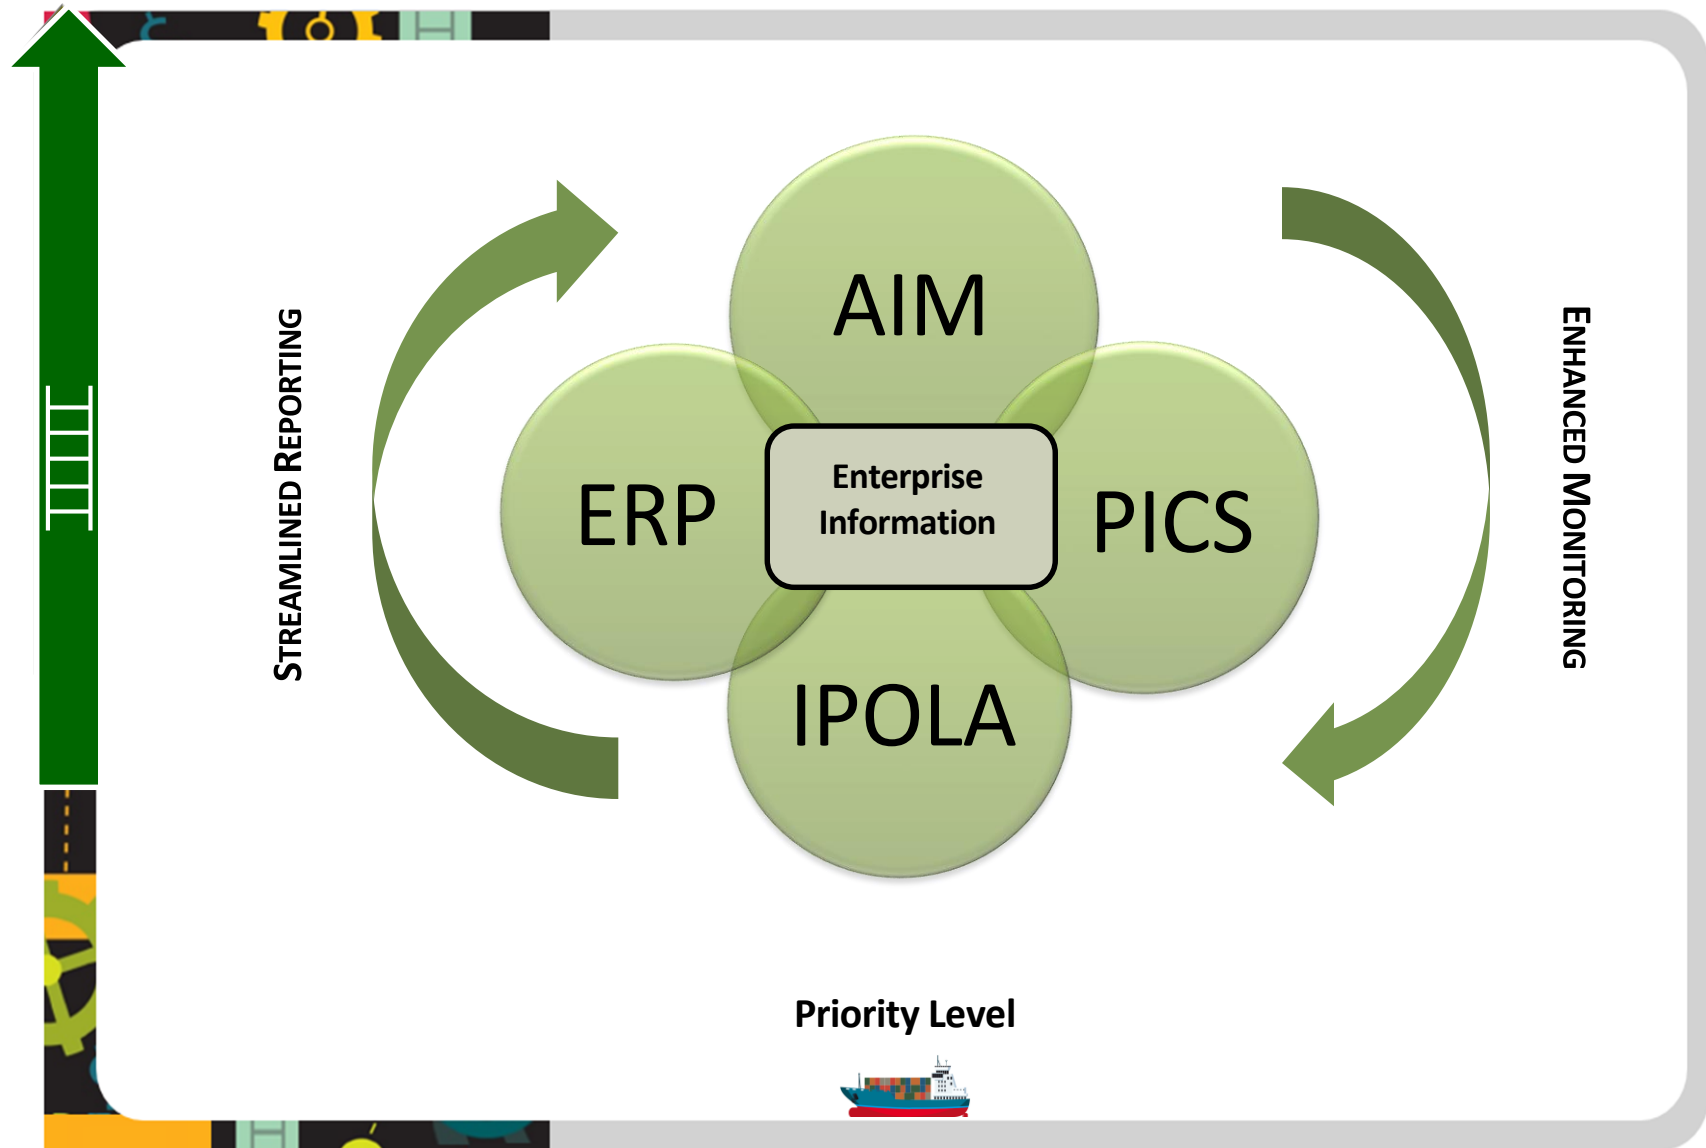 AIM
STREAMLINED REPORTING
ENHANCED MONITORING
ERP
Enterprise
Information
PICS
IPOLA
Priority Level